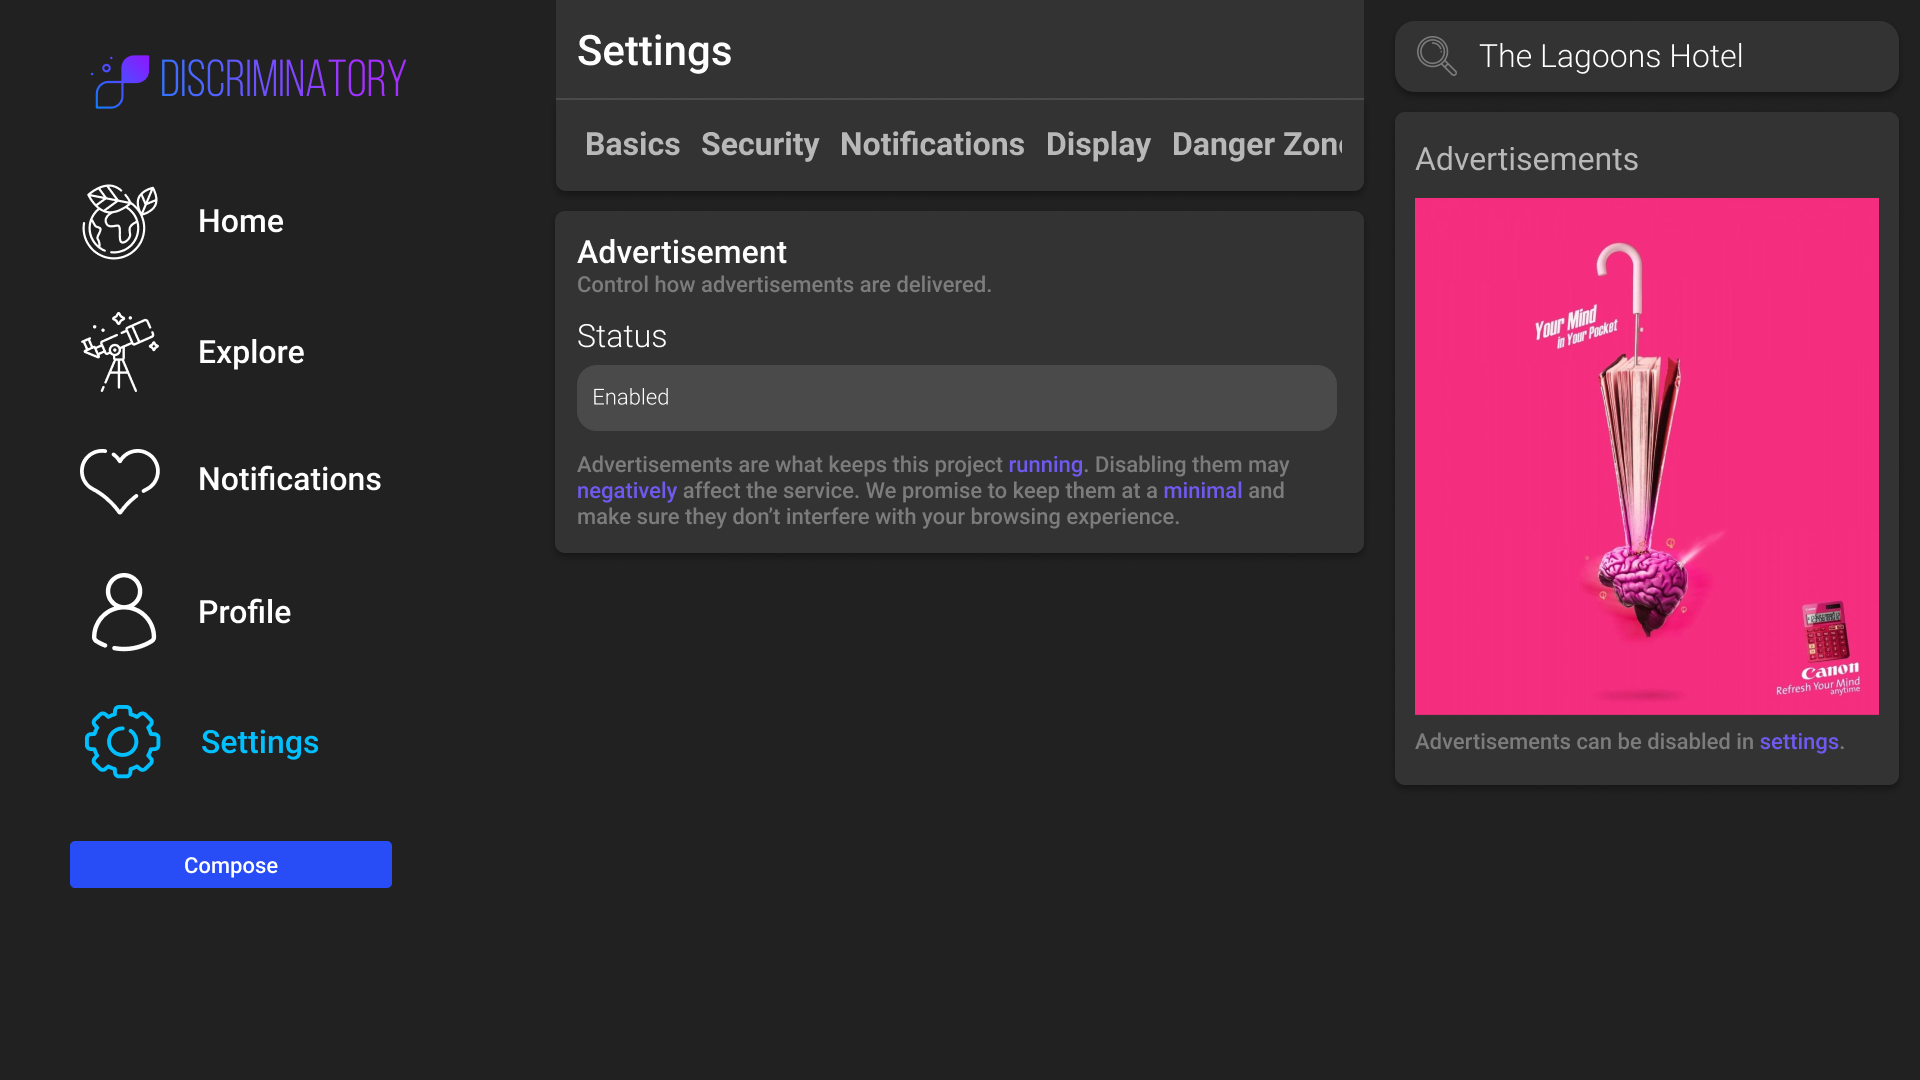 DISCRIMINATORY
Home
Explore
Notifications
Profile
Settings
Compose
Settings
Basics Security Notifications Display Danger Zon
Advertisement
Control how advertisements are delivered.
Status
Enabled
Advertisements are what keeps this project running. Disabling them may
negatively affect the service. We promise to keep them at a minimal and
make sure they don’t interfere with your browsing experience.
The Lagoons Hotel
Advertisements
Your Mind
in Your Pocket
Canon
Refresh Your Mind
anytime
Advertisements can be disabled in settings.